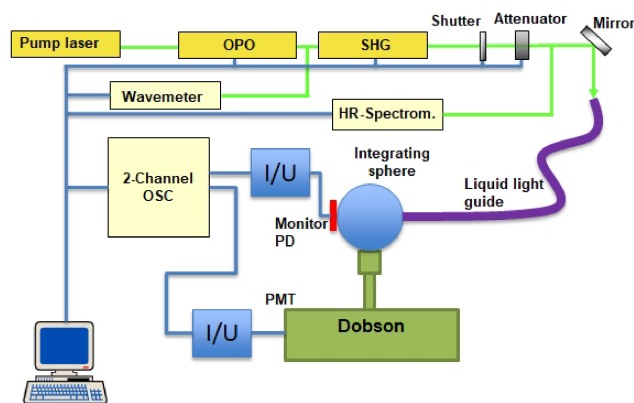 Shutter
Attenuator
Mirror
Pump laser
OPO
SHG
Wavemeter
HR-Spectrom.
2-Channel
OSC
I/U
Integrating
sphere
Liquid light
guide
Monitor
PD
PMT
I/U
Dobson